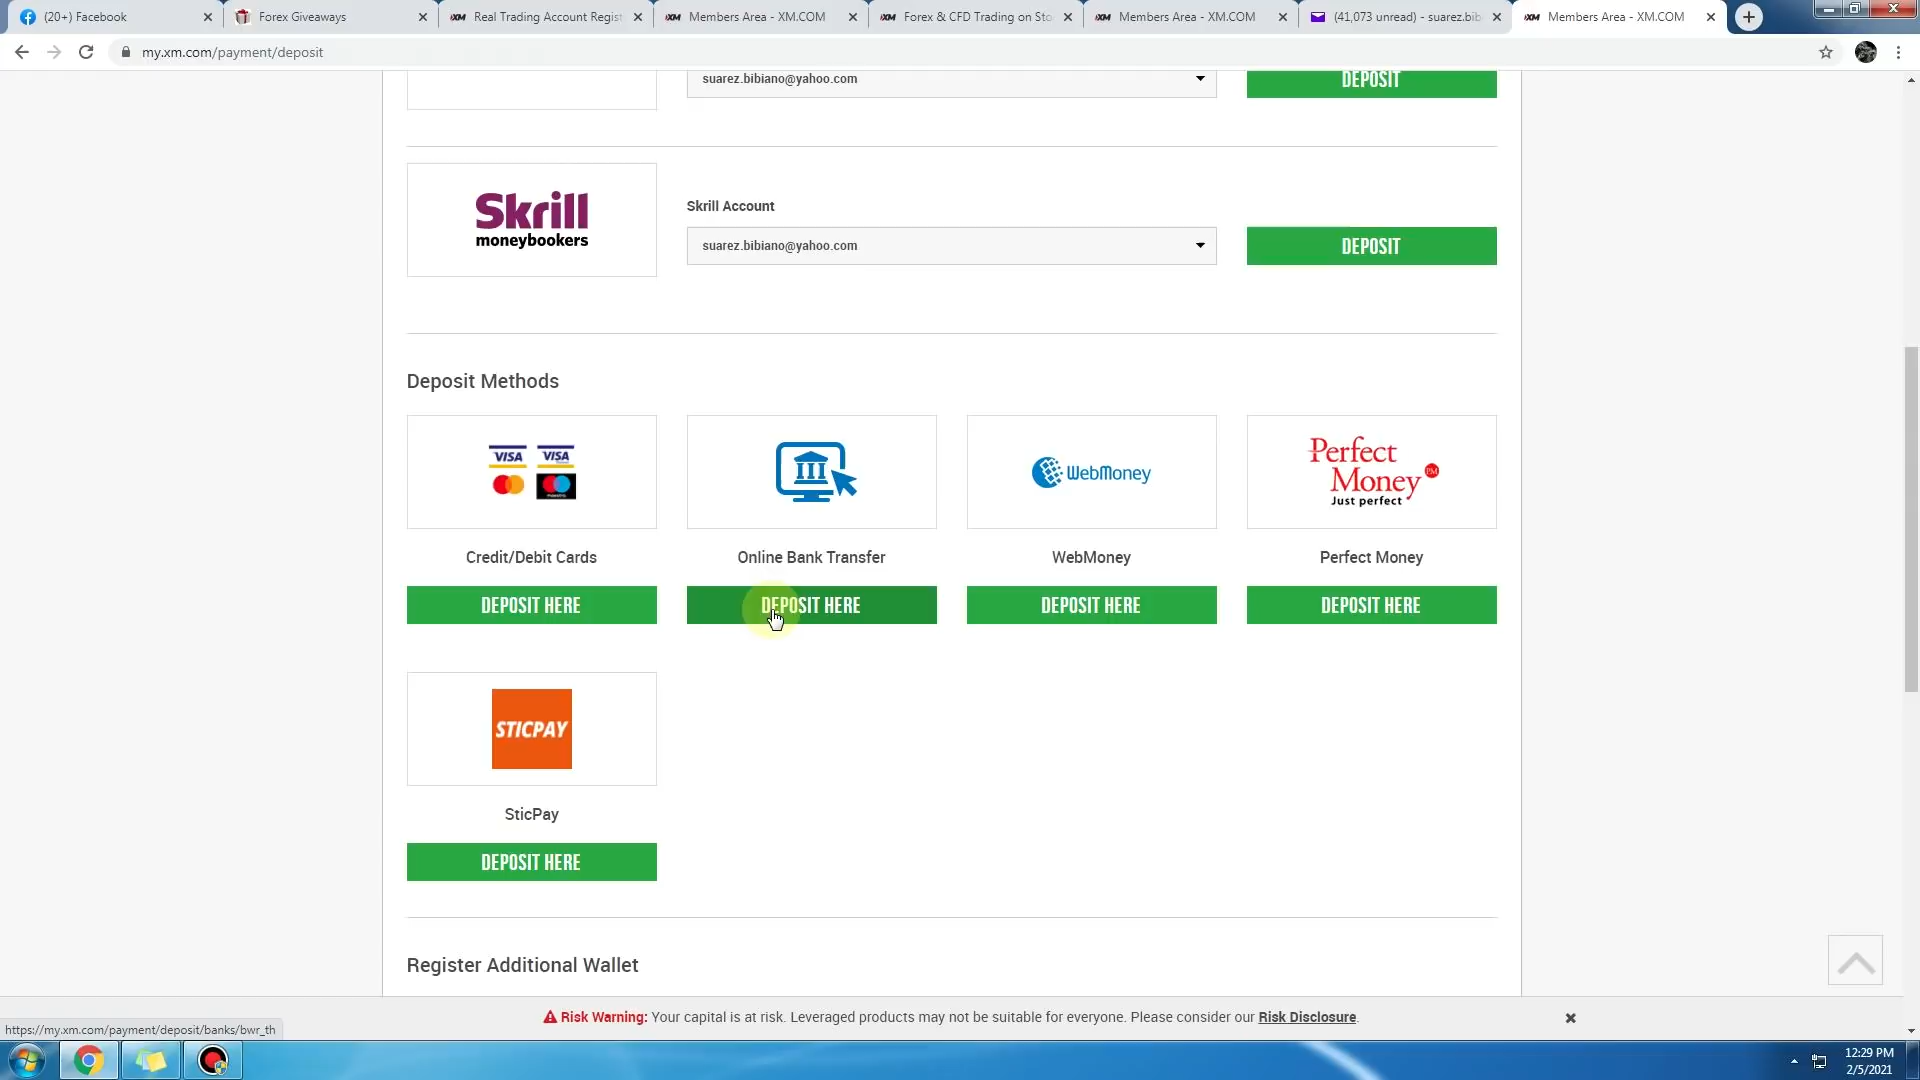 (20+) Facebook
Forex Giveaways
Real Trading Account Regist
Members Area - XM.COM
Forex & CFD Trading on Sto
Members Area - XM.COM
(41,073 unread) - suarez.bib
Members Area - XM.COM
my.xm.com/payment/deposit
suarez.bibiano@yahoo.com
DEPOSIT
Skrill
moneybookers
Skrill Account
suarez.bibiano@yahoo.com
DEPOSIT
Deposit Methods
VISA VISA
WebMoney
Perfect
Money PM
Just perfect
Credit/Debit Cards
Online Bank Transfer
WebMoney
Perfect Money
DEPOSIT HERE
DEPOSIT HERE
DEPOSIT HERE
DEPOSIT HERE
STICPAY
SticPay
DEPOSIT HERE
Register Additional Wallet
Risk Warning: Your capital is at risk. Leveraged products may not be suitable for everyone. Please consider our Risk Disclosure.
https://my.xm.com/payment/deposit/banks/bwr_th
12:29 PM
2/5/2021